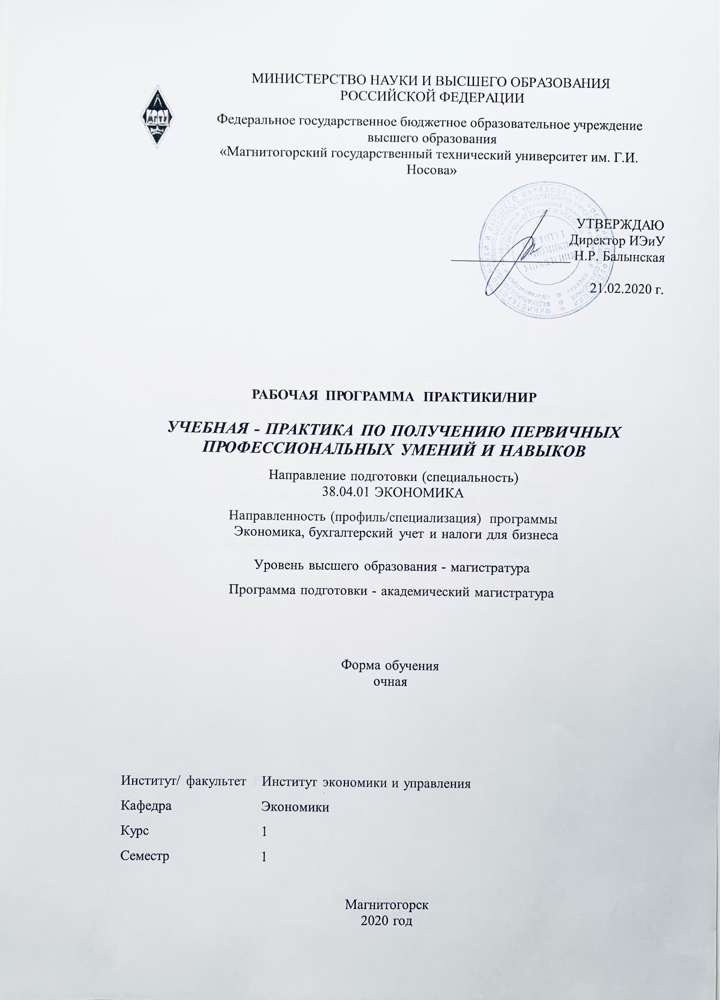 МИНИСТЕРСТВО НАУКИ И ВЫСШЕГО ОБРАЗОВАНИЯ
РОССИЙСКОЙ ФЕДЕРАЦИИ
МГТУ
Федеральное государственное бюджетное образовательное учреждение
высшего образования
«Магнитогорский государственный технический университет им. Г.И.
Носова»
УТВЕРЖДАЮ
Директор ИЭиУ
Н.Р. Балынская
21.02.2020 г.
ИНСТИТУТ
ЭКОНОМИКИ И
УПРАВЛЕНИЯ
РАБОЧАЯ ПРОГРАММА ПРАКТИКИ/НИР
УЧЕБНАЯ - ПРАКТИКА ПО ПОЛУЧЕНИЮ ПЕРВИЧНЫХ
ПРОФЕССИОНАЛЬНЫХ УМЕНИЙ И НАВЫКОВ
Направление подготовки (специальность)
38.04.01 ЭКОНОМИКА
Направленность (профиль/специализация) программы
Экономика, бухгалтерский учет и налоги для бизнеса
Уровень высшего образования - магистратура
Программа подготовки - академический магистратура
Форма обучения
очная
Институт/ факультет Институт экономики и управления
Кафедра Экономики
Курс 1
Семестр 1
Магнитогорск
2020 год